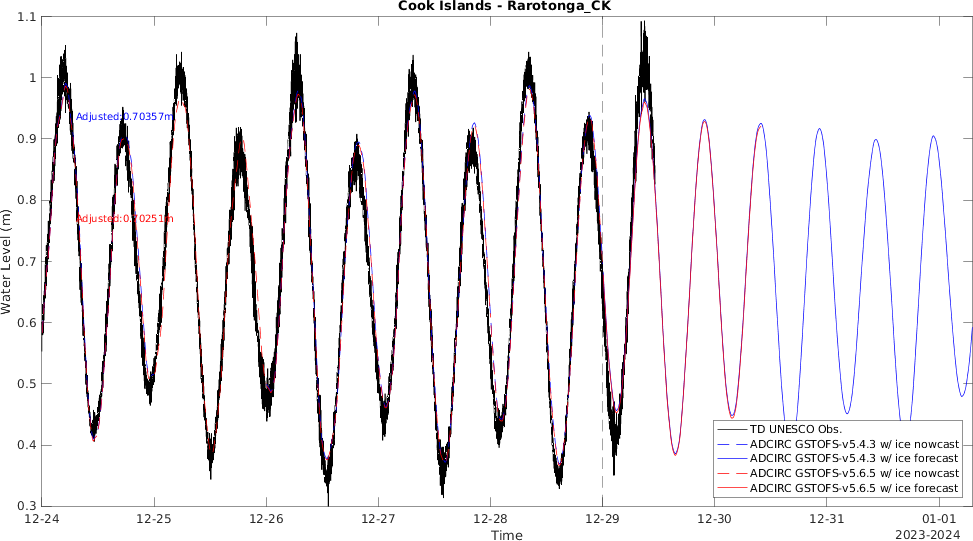 Cook Islands - Rarotonga_CK
1.1
1
0.9
0.8
0.7
0.6
0.5
0.4
0.3
Water Level (m)
Adjusted:0.70357m
Adjusted:0.70251m
TD UNESCO Obs.
ADCIRC GSTOFS-v5.4.3 w/ ice nowcast
ADCIRC GSTOFS-v5.4.3 w/ ice forecast
ADCIRC GSTOFS-v5.6.5 w/ ice nowcast
ADCIRC GSTOFS-v5.6.5 w/ ice forecast
12-24 12-25 12-26 12-27 12-28 12-29 12-30 12-31 01-01
Time
2023-2024